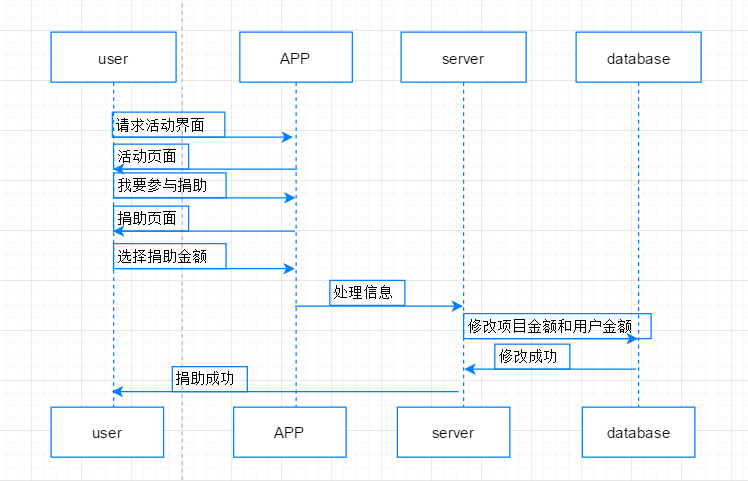 user
APP
server
database
请求活动界面
活动页面
我要参与捐助
捐助页面
选择捐助金额
处理信息
修改项目金额和用户金额
修改成功
捐助成功
user
APP
server
database